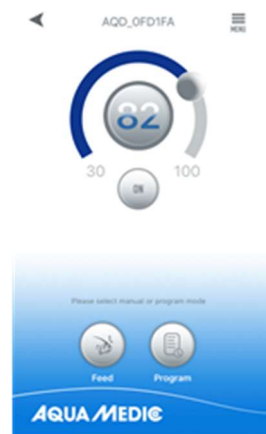 AQD_0FD1FA
MENU
82
30 100
ON
Please select manual or program mode
Feed Program
AQUA MEDIC